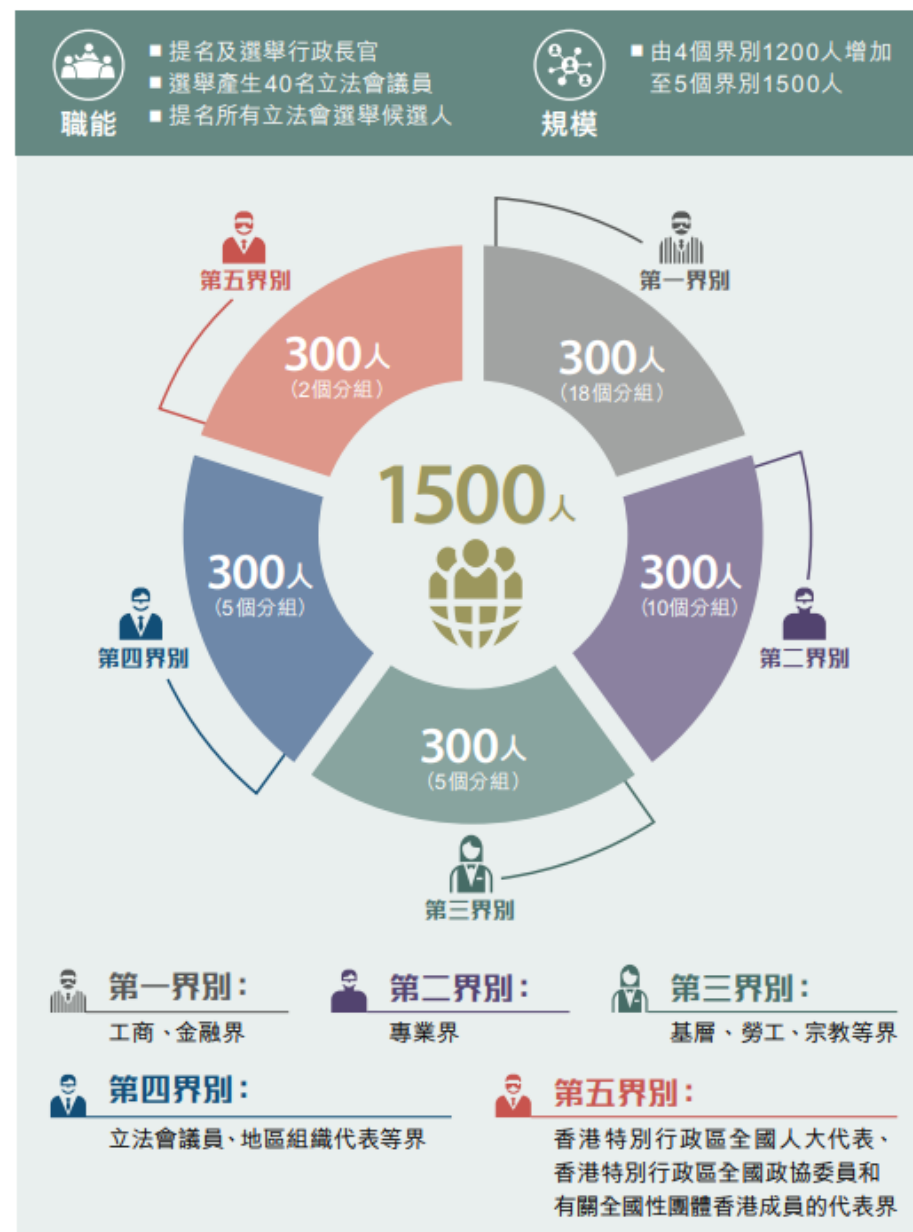 職能
■ 提名及選舉行政長官
■ 選舉產生40名立法會議員
■ 提名所有立法會選舉候選人
規模
■ 由4個界別1200人增加
至5個界別1500人
第一界別
300人
(18個分組)
第二界別
300人
(10個分組)
第三界別
300人
(5個分組)
第四界別
300人
(5個分組)
第五界別
300人
(2個分組)
1500人
第一界別：
工商、金融界
第二界別：
專業界
第三界別：
基層、勞工、宗教等界
第四界別：
立法會議員、地區組織代表等界
第五界別：
香港特別行政區全國人大代表、
香港特別行政區全國政協委員和
有關全國性團體香港成員的代表界